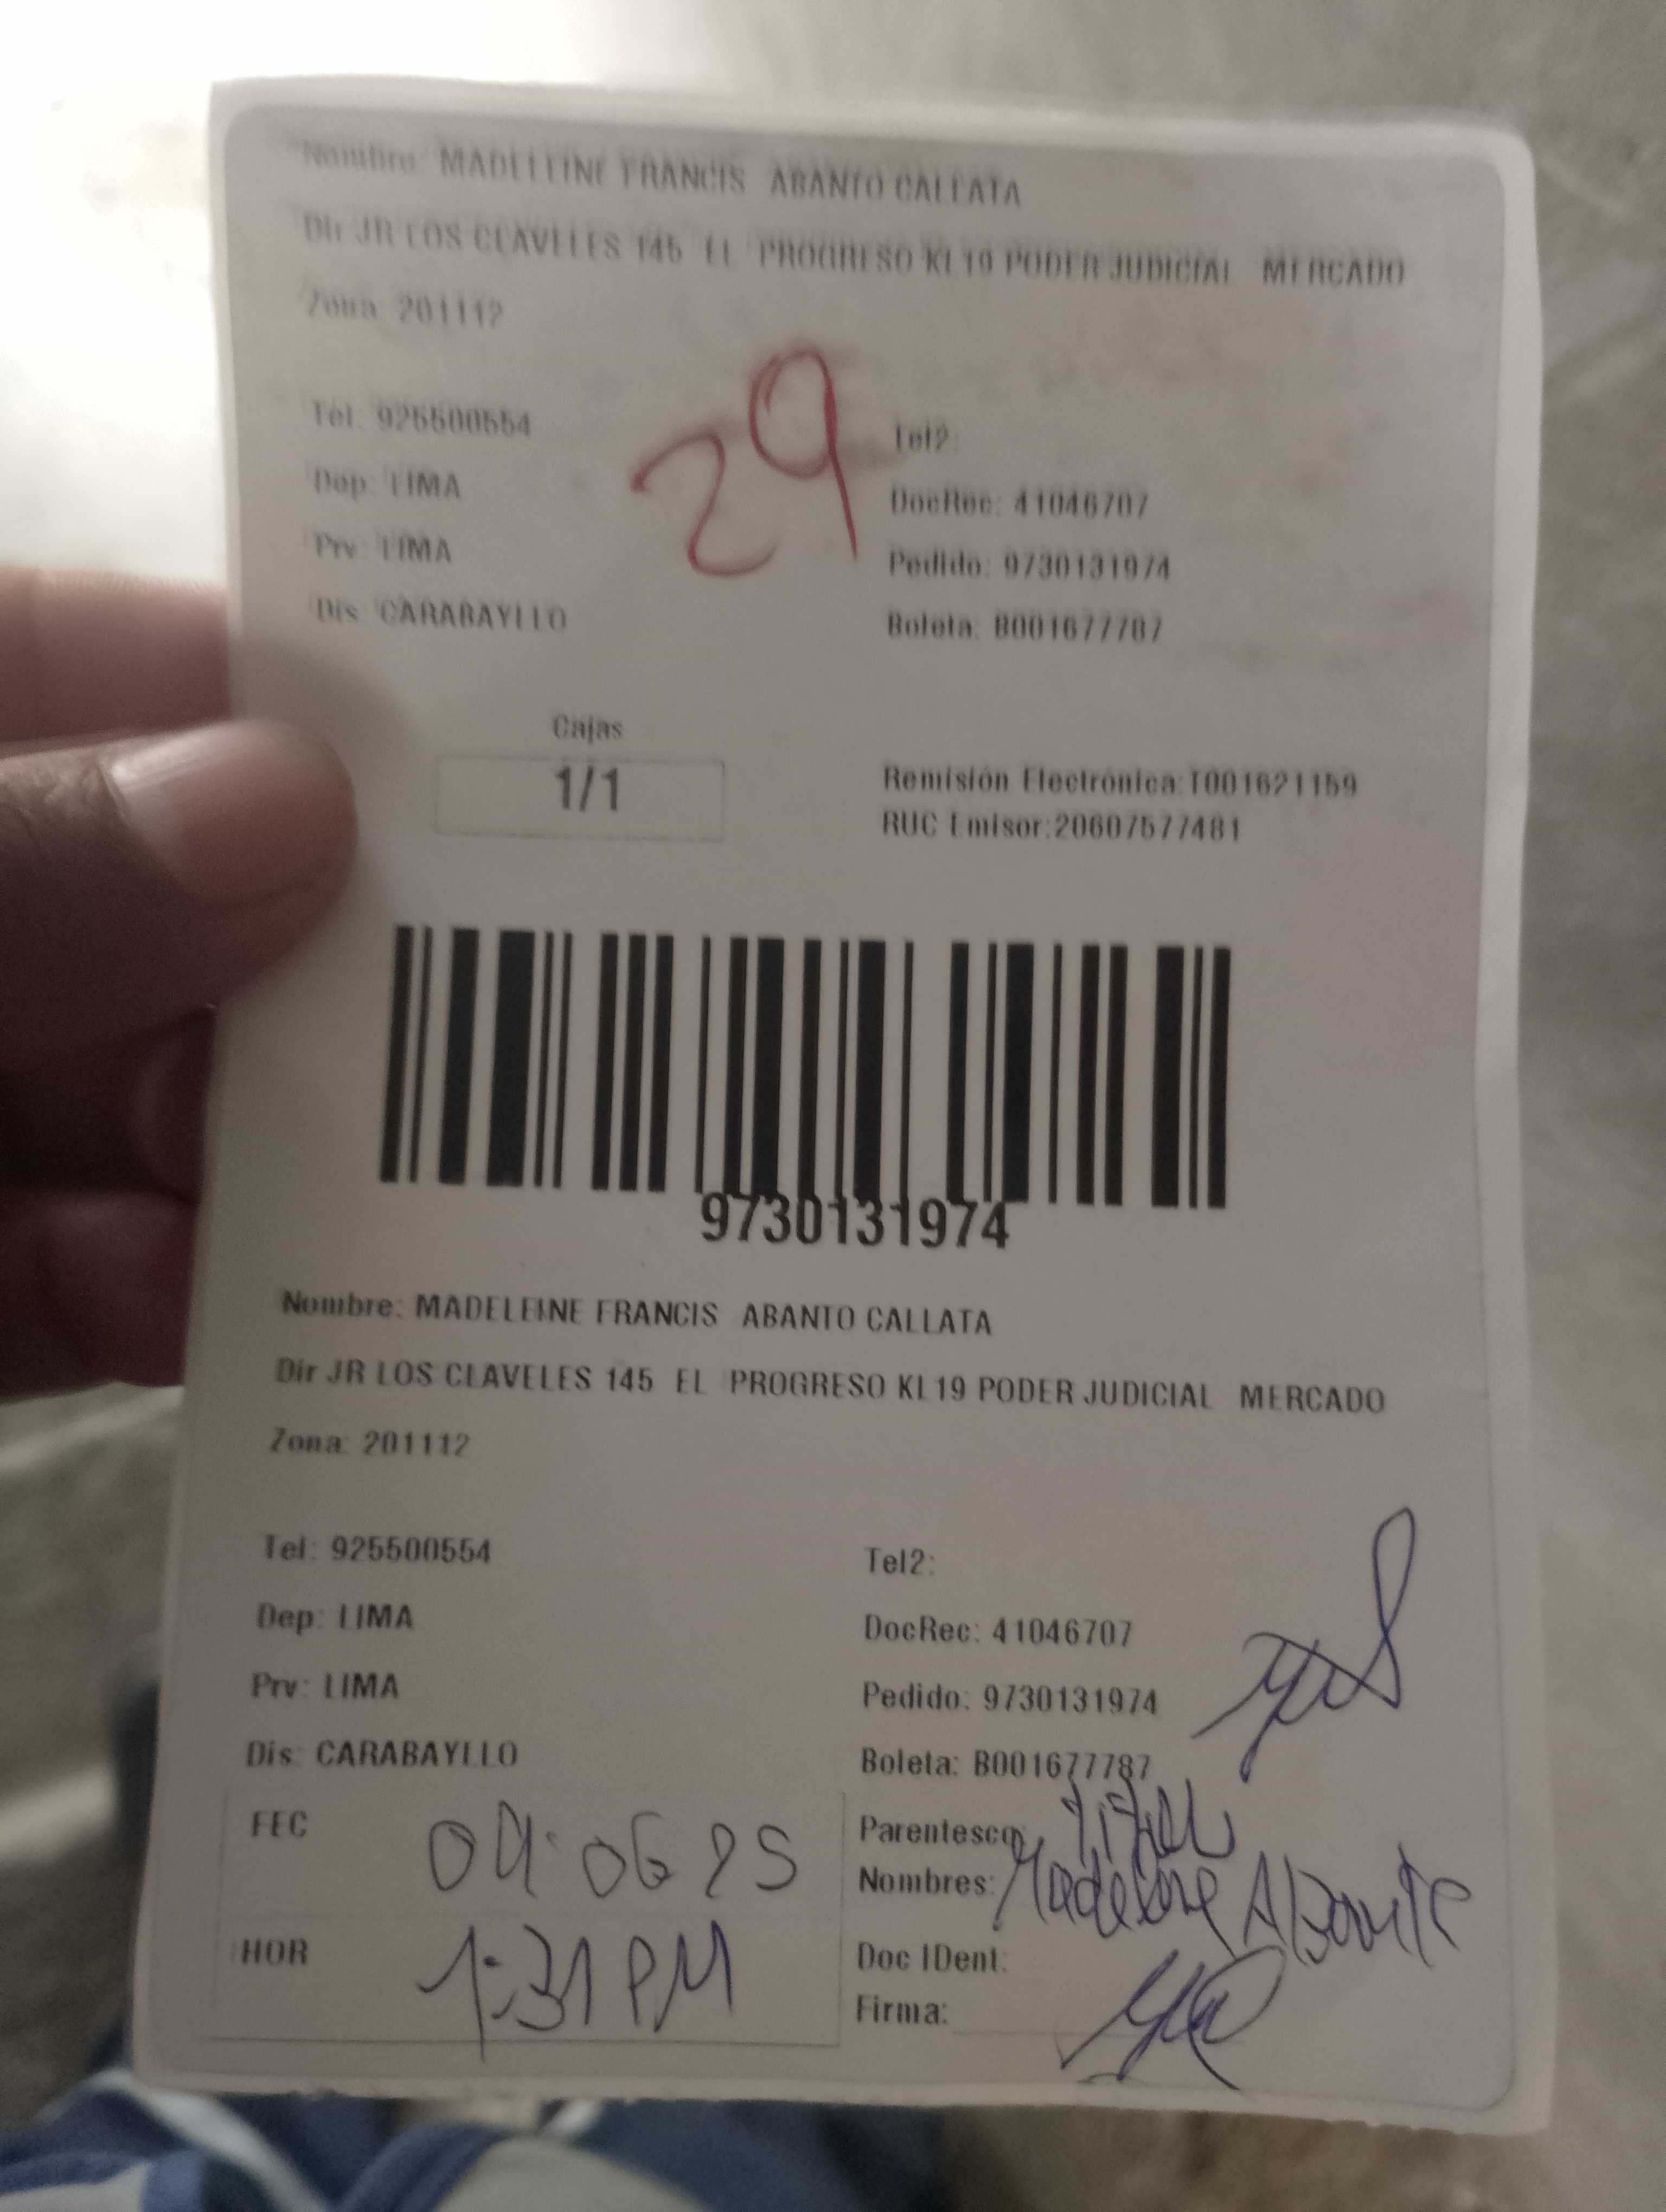 Nombre: MADELEINE FRANCIS ABANTO CALLATA
Dir JR LOS CLAVELES 145 EL PROGRESO KL19 PODER JUDICIAL MERCADO
Zona: 201112
29
Tel: 925500554
Tel2:
Dep: LIMA
DocRec: 41046707
Prv: LIMA
Pedido: 9730131974
Dis: CARABAYLLO
Boleta: B001677787
Cajas
1/1
Remisión Electrónica:T001621159
RUC Emisor:20607577481
9730131974
Nombre: MADELEINE FRANCIS ABANTO CALLATA
Dir JR LOS CLAVELES 145 EL PROGRESO KL19 PODER JUDICIAL MERCADO
Zona: 201112
Tel: 925500554
Tel2:
Dep: LIMA
DocRec: 41046707
Prv: LIMA
Pedido: 9730131974
Dis: CARABAYLLO
Boleta: B001677787
FEC
Parentesco:
Nombres:
HOR 1:31 PM
Doc IDent:
Firma: